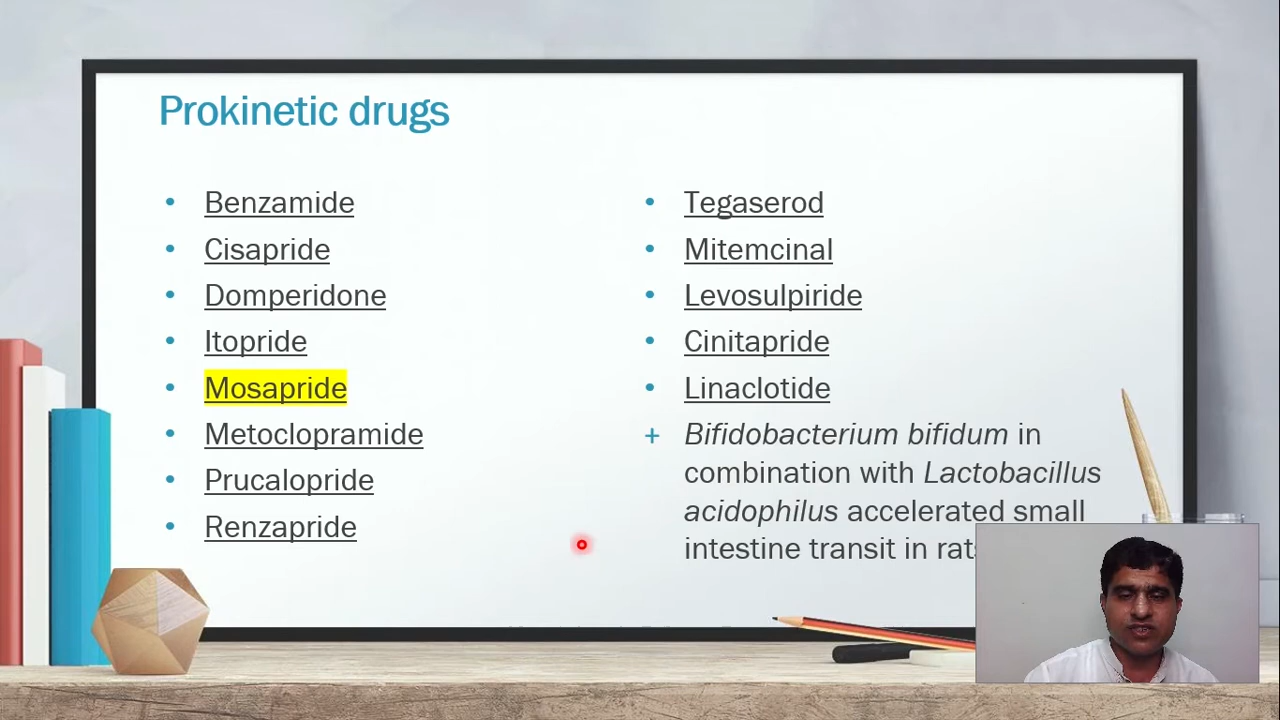 Prokinetic drugs
• Benzamide
• Cisapride
• Domperidone
• Itopride
• Mosapride
• Metoclopramide
• Prucalopride
• Renzapride
• Tegaserod
• Mitemcinal
• Levosulpiride
• Cinitapride
• Linaclotide
+ Bifidobacterium bifidum in
combination with Lactobacillus
acidophilus accelerated small
intestine transit in